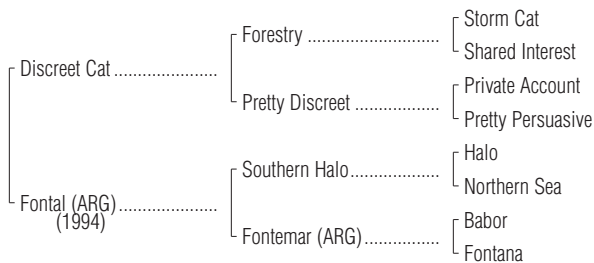 Storm Cat
Forestry ..............................
Shared Interest
Discreet Cat ........................
Private Account
Pretty Discreet ....................
Pretty Persuasive
Halo
Southern Halo.....................
Northern Sea
Fontal (ARG).......................
(1994)
Babor
Fontemar (ARG).................
Fontana